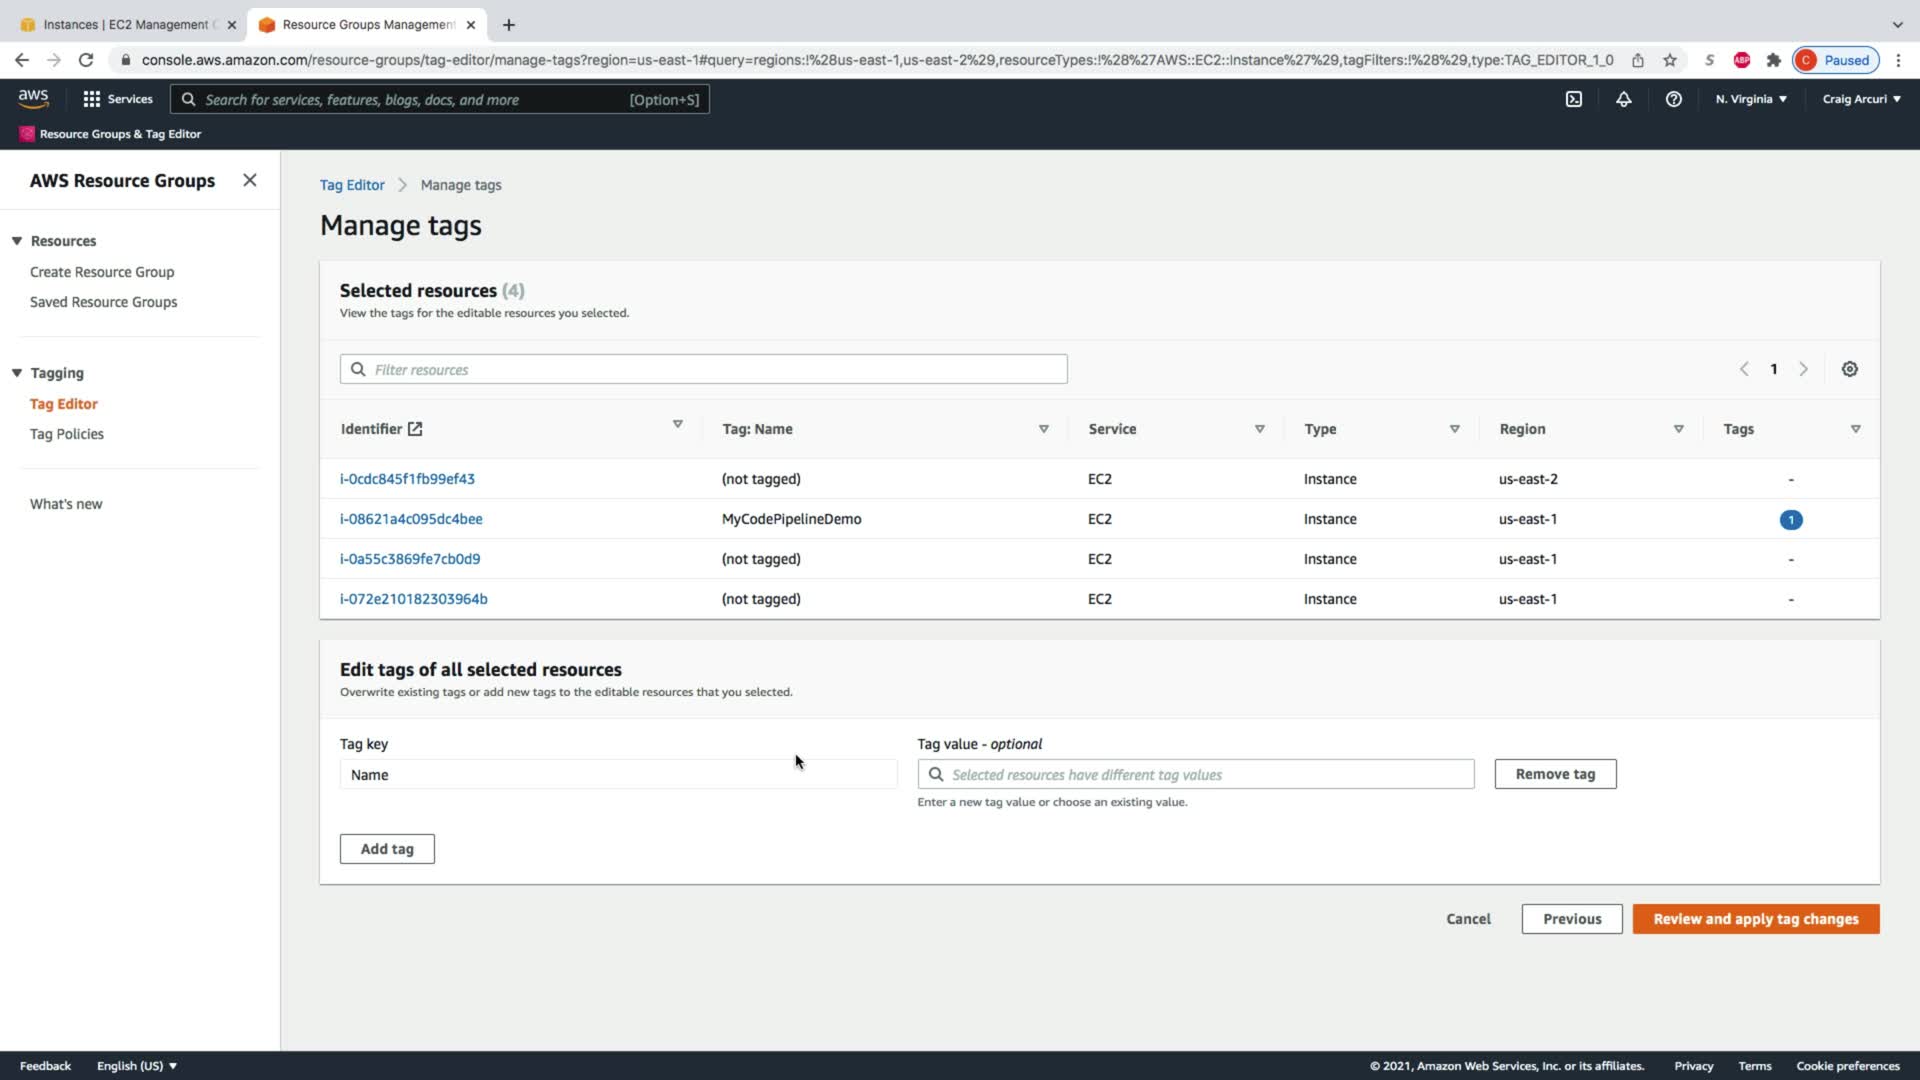 Instances | EC2 Management C
Resource Groups Management
console.aws.amazon.com/resource-groups/tag-editor/manage-tags?region=us-east-1#query=regions:!%28us-east-1,us-east-2%29,resourceTypes:!%28%27AWS::EC2::Instance%27%29,tagFilters:!%28%29,type:TAG_EDITOR_1_0
S
ABP
C Paused
aws Services Search for services, features, blogs, docs, and more [Option+S] N. Virginia Craig Arcuri
Resource Groups & Tag Editor
AWS Resource Groups
Resources
Create Resource Group
Saved Resource Groups
Tagging
Tag Editor
Tag Policies
What's new
Tag Editor > Manage tags
Manage tags
Selected resources (4)
View the tags for the editable resources you selected.
Filter resources
1
Identifier Tag: Name Service Type Region Tags
i-0cdc845f1fb99ef43 (not tagged) EC2 Instance us-east-2 -
i-08621a4c095dc4bee MyCodePipelineDemo EC2 Instance us-east-1 1
i-0a55c3869fe7cb0d9 (not tagged) EC2 Instance us-east-1 -
i-072e210182303964b (not tagged) EC2 Instance us-east-1 -
Edit tags of all selected resources
Overwrite existing tags or add new tags to the editable resources that you selected.
Tag key Tag value - optional
Name Selected resources have different tag values Remove tag
Enter a new tag value or choose an existing value.
Add tag
Cancel Previous Review and apply tag changes
Feedback English (US) © 2021, Amazon Web Services, Inc. or its affiliates. Privacy Terms Cookie preferences